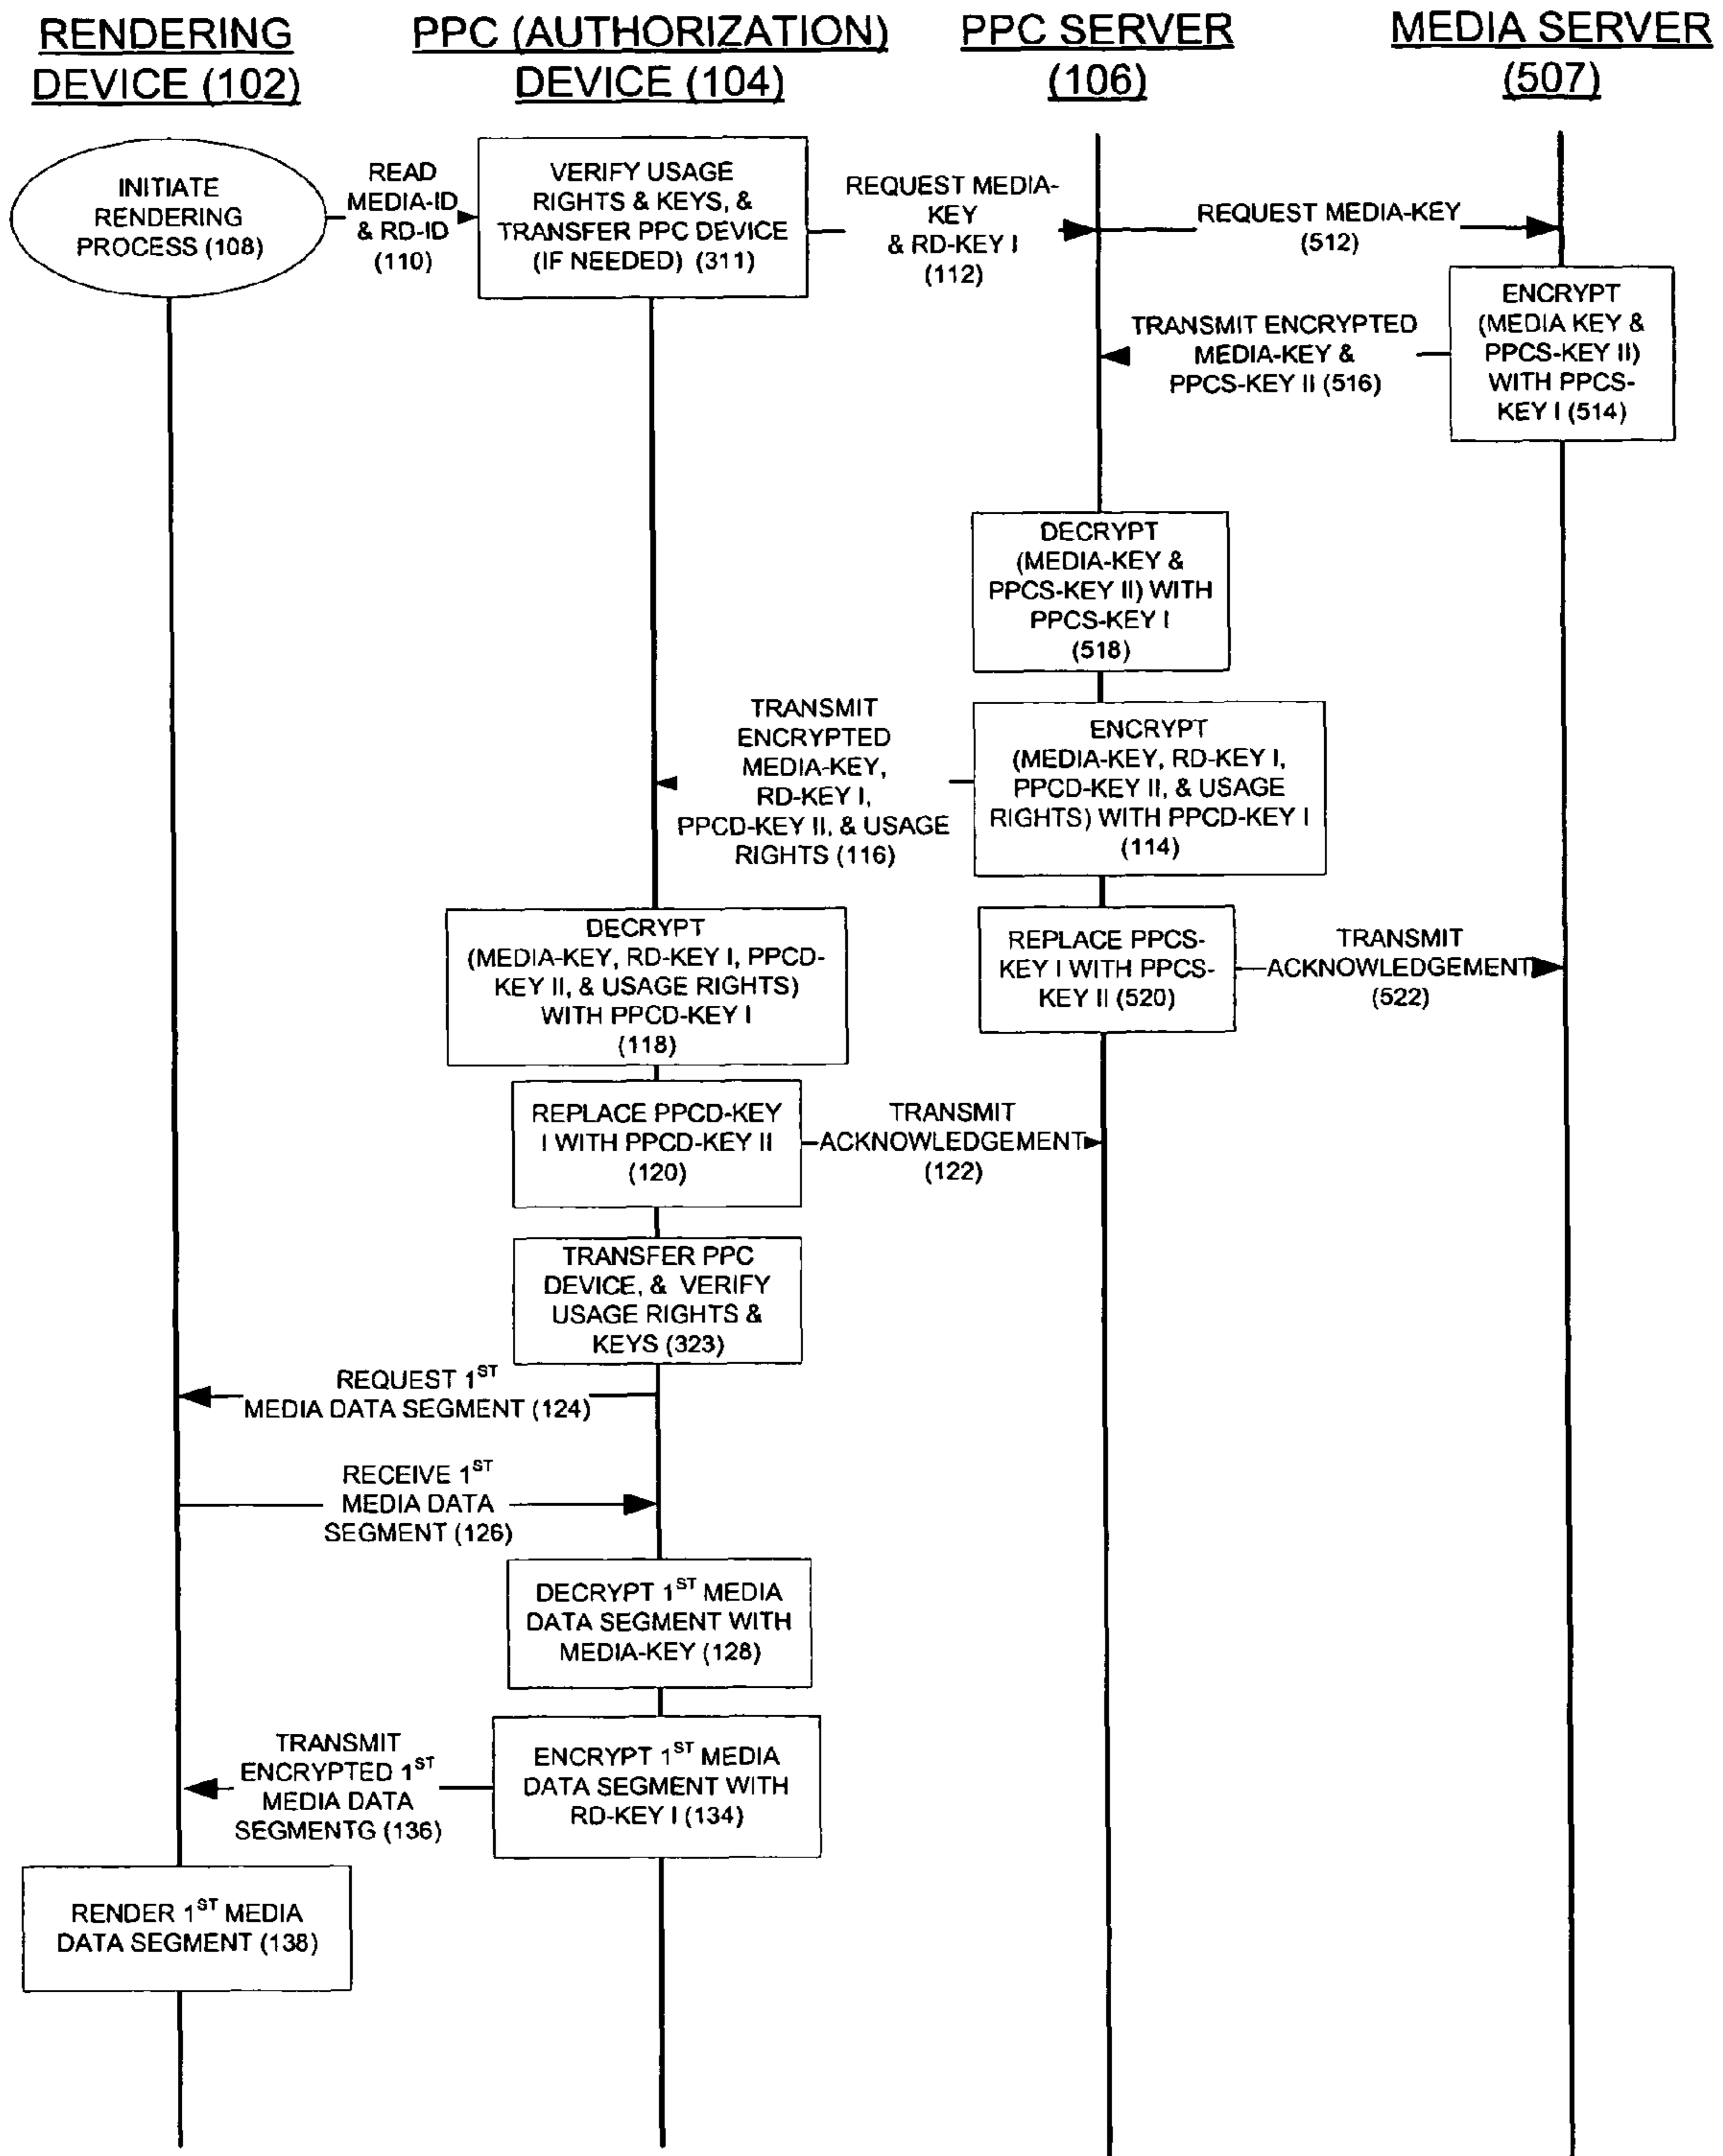 RENDERING
DEVICE (102)
PPC (AUTHORIZATION)
DEVICE (104)
PPC SERVER
(106)
MEDIA SERVER
(507)
INITIATE
RENDERING
PROCESS (108)
READ
MEDIA-ID
& RD-ID
(110)
VERIFY USAGE
RIGHTS & KEYS, &
TRANSFER PPC DEVICE
(IF NEEDED) (311)
REQUEST MEDIA-
KEY
& RD-KEY I
(112)
REQUEST MEDIA-KEY
(512)
ENCRYPT
(MEDIA KEY &
PPCS-KEY II)
WITH PPCS-
KEY I (514)
TRANSMIT ENCRYPTED
MEDIA-KEY &
PPCS-KEY II (516)
DECRYPT
(MEDIA-KEY &
PPCS-KEY II) WITH
PPCS-KEY I
(518)
ENCRYPT
(MEDIA-KEY, RD-KEY I,
PPCD-KEY II, & USAGE
RIGHTS) WITH PPCD-KEY I
(114)
TRANSMIT
ENCRYPTED
MEDIA-KEY,
RD-KEY I,
PPCD-KEY II, & USAGE
RIGHTS (116)
DECRYPT
(MEDIA-KEY, RD-KEY I, PPCD-
KEY II, & USAGE RIGHTS)
WITH PPCD-KEY I
(118)
REPLACE PPCS-
KEY I WITH PPCS-
KEY II (520)
TRANSMIT
ACKNOWLEDGEMENT
(522)
REPLACE PPCD-KEY
I WITH PPCD-KEY II
(120)
TRANSMIT
ACKNOWLEDGEMENT
(122)
TRANSFER PPC
DEVICE, & VERIFY
USAGE RIGHTS &
KEYS (323)
REQUEST 1ST
MEDIA DATA SEGMENT (124)
RECEIVE 1ST
MEDIA DATA
SEGMENT (126)
DECRYPT 1ST MEDIA
DATA SEGMENT WITH
MEDIA-KEY (128)
ENCRYPT 1ST MEDIA
DATA SEGMENT WITH
RD-KEY I (134)
TRANSMIT
ENCRYPTED 1ST
MEDIA DATA
SEGMENTG (136)
RENDER 1ST MEDIA
DATA SEGMENT (138)